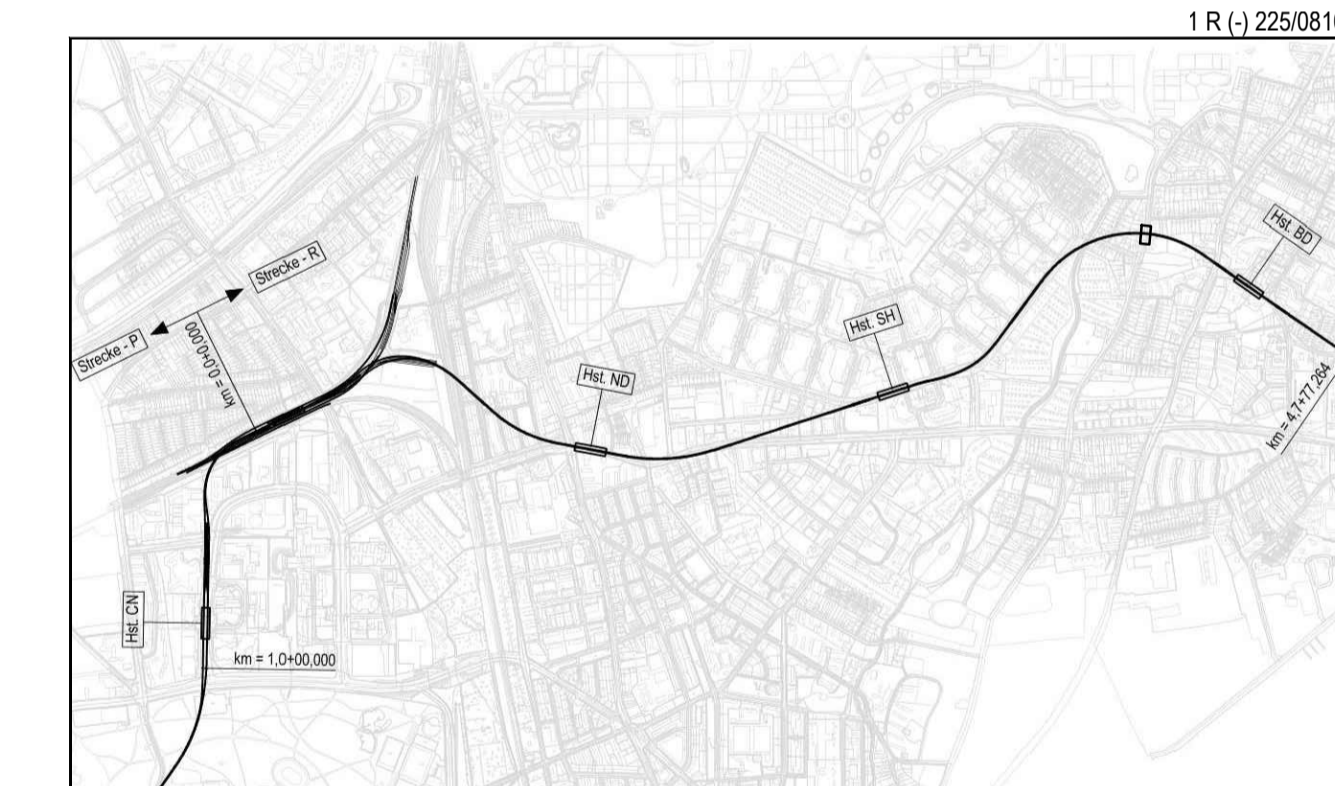 1 R (-) 225/0816
Hst. BD
Strecke - R
Strecke - P
km = 0,0+00,000
Hst. SH
Hst. ND
km = 4,7+77,264
Hst. CN
km = 1,0+00,000